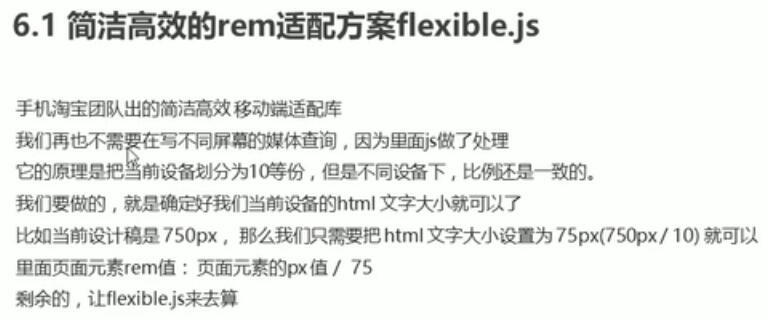 6.1 简洁高效的rem适配方案flexible.js
手机淘宝团队出的简洁高效 移动端适配库
我们再也不需要在写不同屏幕的媒体查询，因为里面js做了处理
它的原理是把当前设备划分为10等份，但是不同设备下，比例还是一致的。
我们要做的，就是确定好我们当前设备的html 文字大小就可以了
比如当前设计稿是 750px， 那么我们只需要把 html 文字大小设置为 75px(750px / 10) 就可以
里面页面元素rem值： 页面元素的px 值 / 75
剩余的，让flexible.js来去算